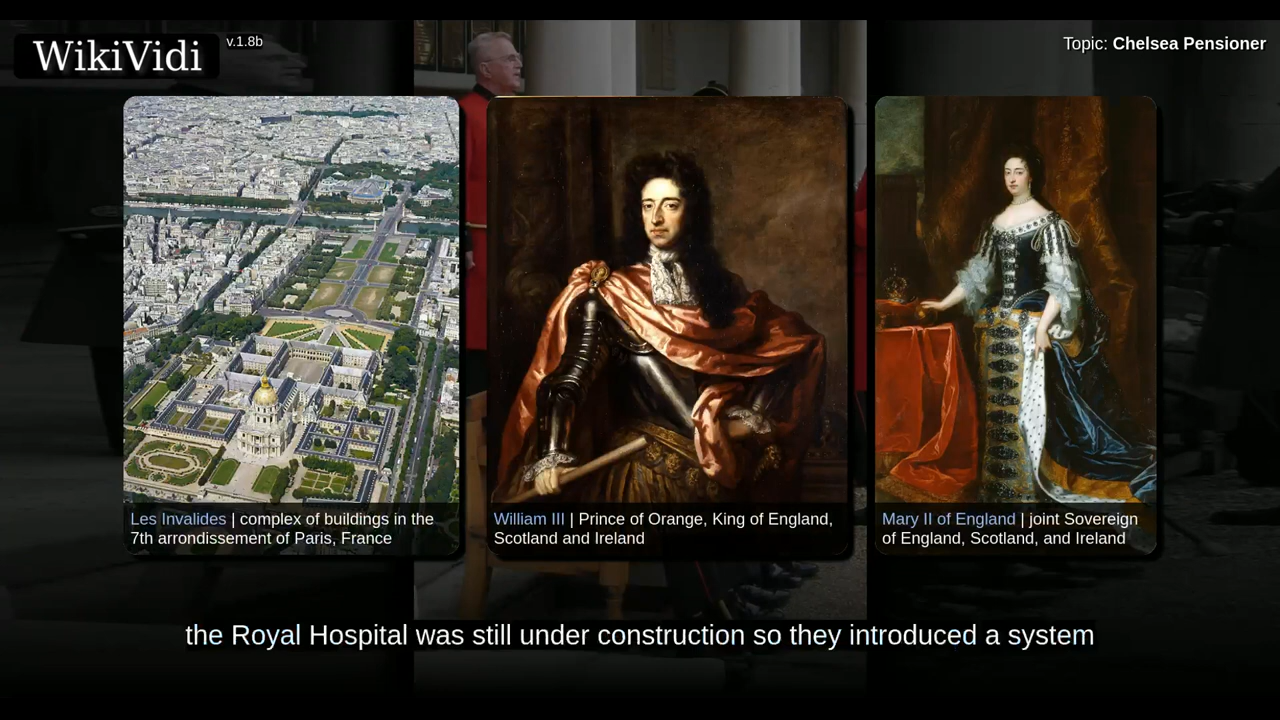 WikiVidi
v.1.8b
Topic: Chelsea Pensioner
Les Invalides | complex of buildings in the
7th arrondissement of Paris, France
William III | Prince of Orange, King of England,
Scotland and Ireland
Mary II of England | joint Sovereign
of England, Scotland, and Ireland
the Royal Hospital was still under construction so they introduced a system